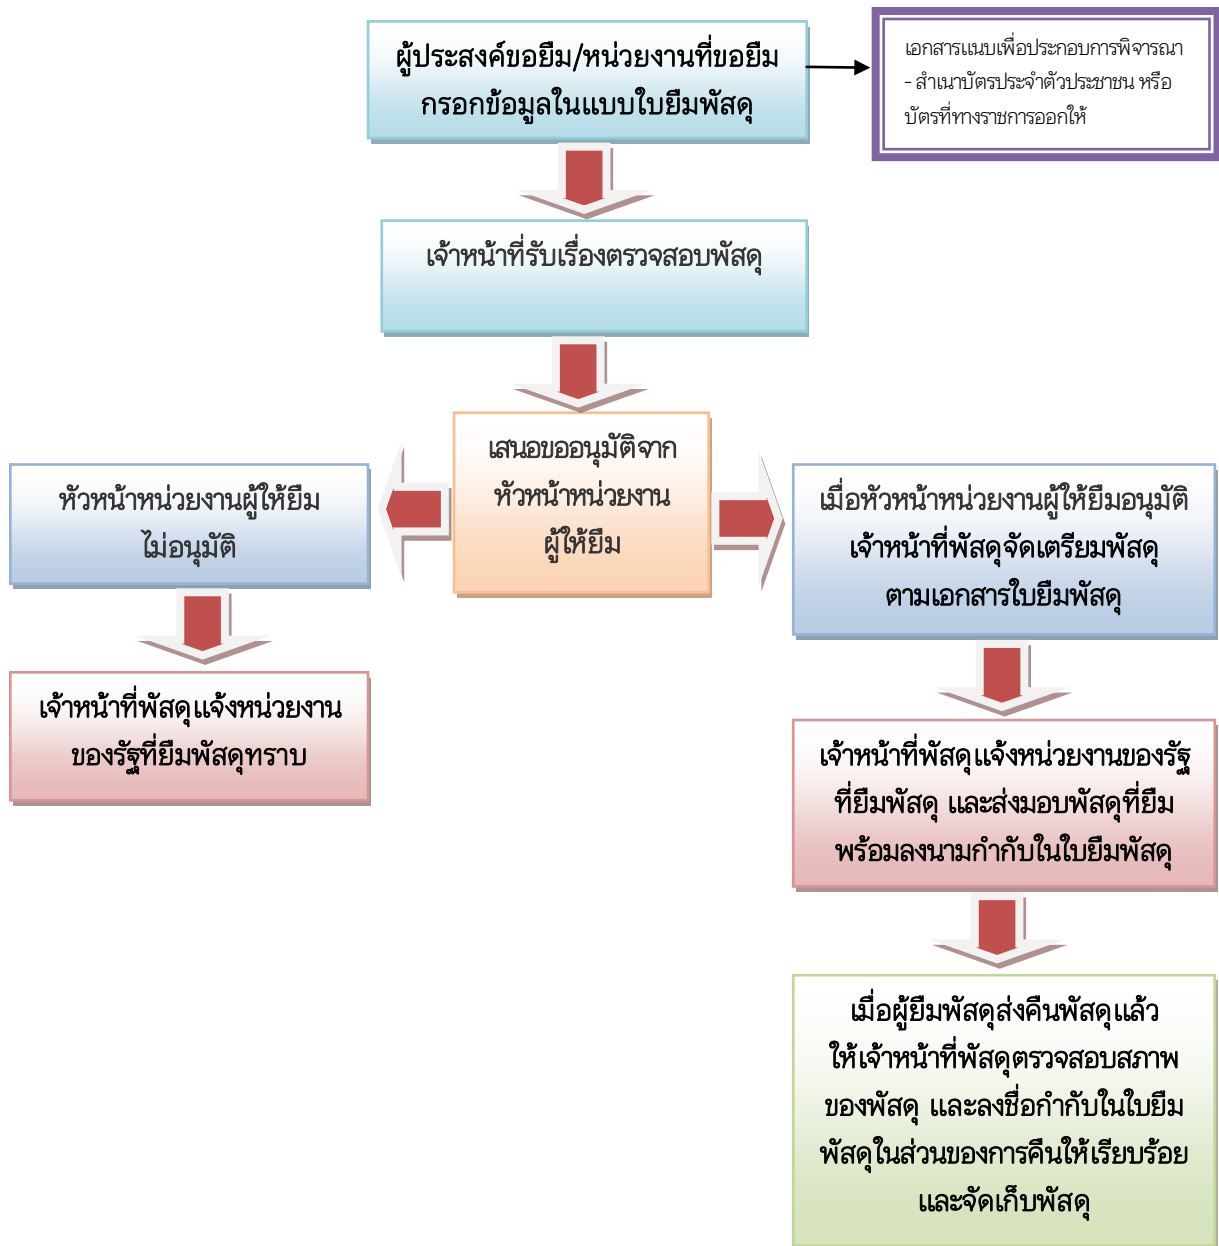 ผู้ประสงค์ขอยืม/หน่วยงานที่ขอยืม
กรอกข้อมูลในแบบใบยืมพัสดุ
เอกสารแนบเพื่อประกอบการพิจารณา
- สำเนาบัตรประจำตัวประชาชน หรือ
บัตรที่ทางราชการออกให้
เจ้าหน้าที่รับเรื่องตรวจสอบพัสดุ
เสนอขออนุมัติจาก
หัวหน้าหน่วยงาน
ผู้ให้ยืม
หัวหน้าหน่วยงานผู้ให้ยืม
ไม่อนุมัติ
เจ้าหน้าที่พัสดุแจ้งหน่วยงาน
ของรัฐที่ยืมพัสดุทราบ
เมื่อหัวหน้าหน่วยงานผู้ให้ยืมอนุมัติ
เจ้าหน้าที่พัสดุจัดเตรียมพัสดุ
ตามเอกสารใบยืมพัสดุ
เจ้าหน้าที่พัสดุแจ้งหน่วยงานของรัฐ
ที่ยืมพัสดุ และส่งมอบพัสดุที่ยืม
พร้อมลงนามกำกับในใบยืมพัสดุ
เมื่อผู้ยืมพัสดุส่งคืนพัสดุแล้ว
ให้เจ้าหน้าที่พัสดุตรวจสอบสภาพ
ของพัสดุ และลงชื่อกำกับในใบยืม
พัสดุในส่วนของการคืนให้เรียบร้อย
และจัดเก็บพัสดุ